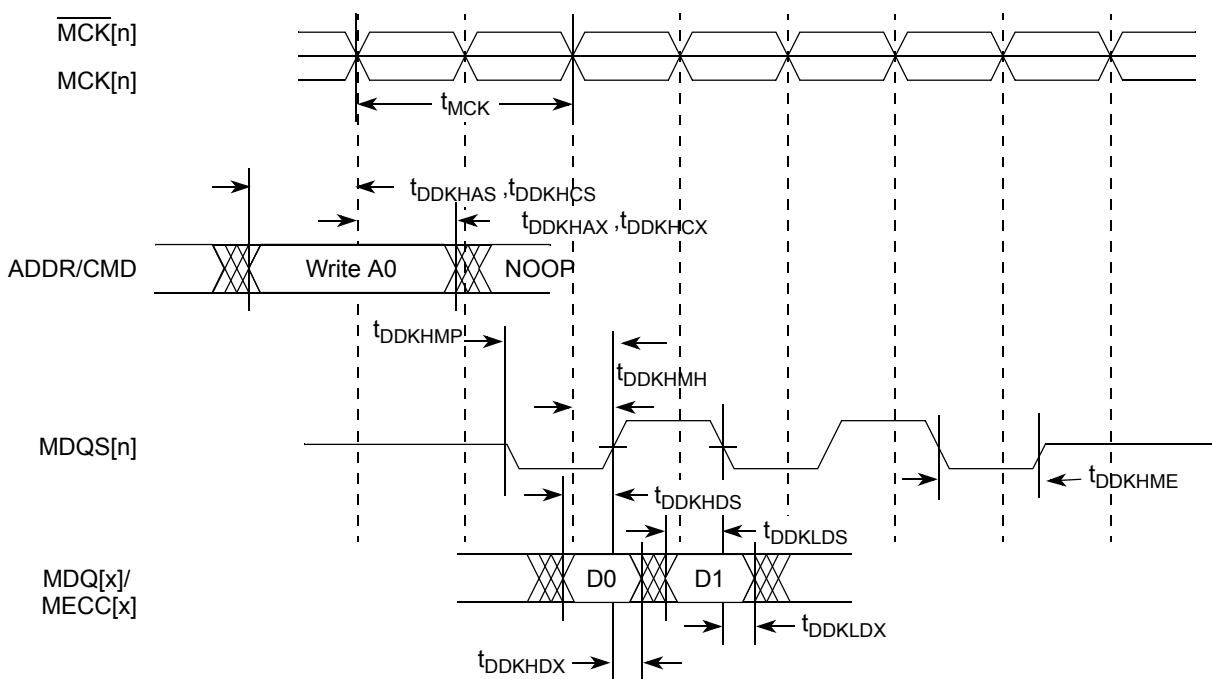 MCK[n]
MCK[n]
tMCK
tDDKHAS ,tDDKHCS
tDDKHAX ,tDDKHCX
ADDR/CMD
Write A0
NOOP
tDDKHMP
tDDKHMH
MDQS[n]
tDDKHME
tDDKHDS
tDDKLDS
MDQ[x]/
MECC[x]
D0
D1
tDDKLDX
tDDKHDX